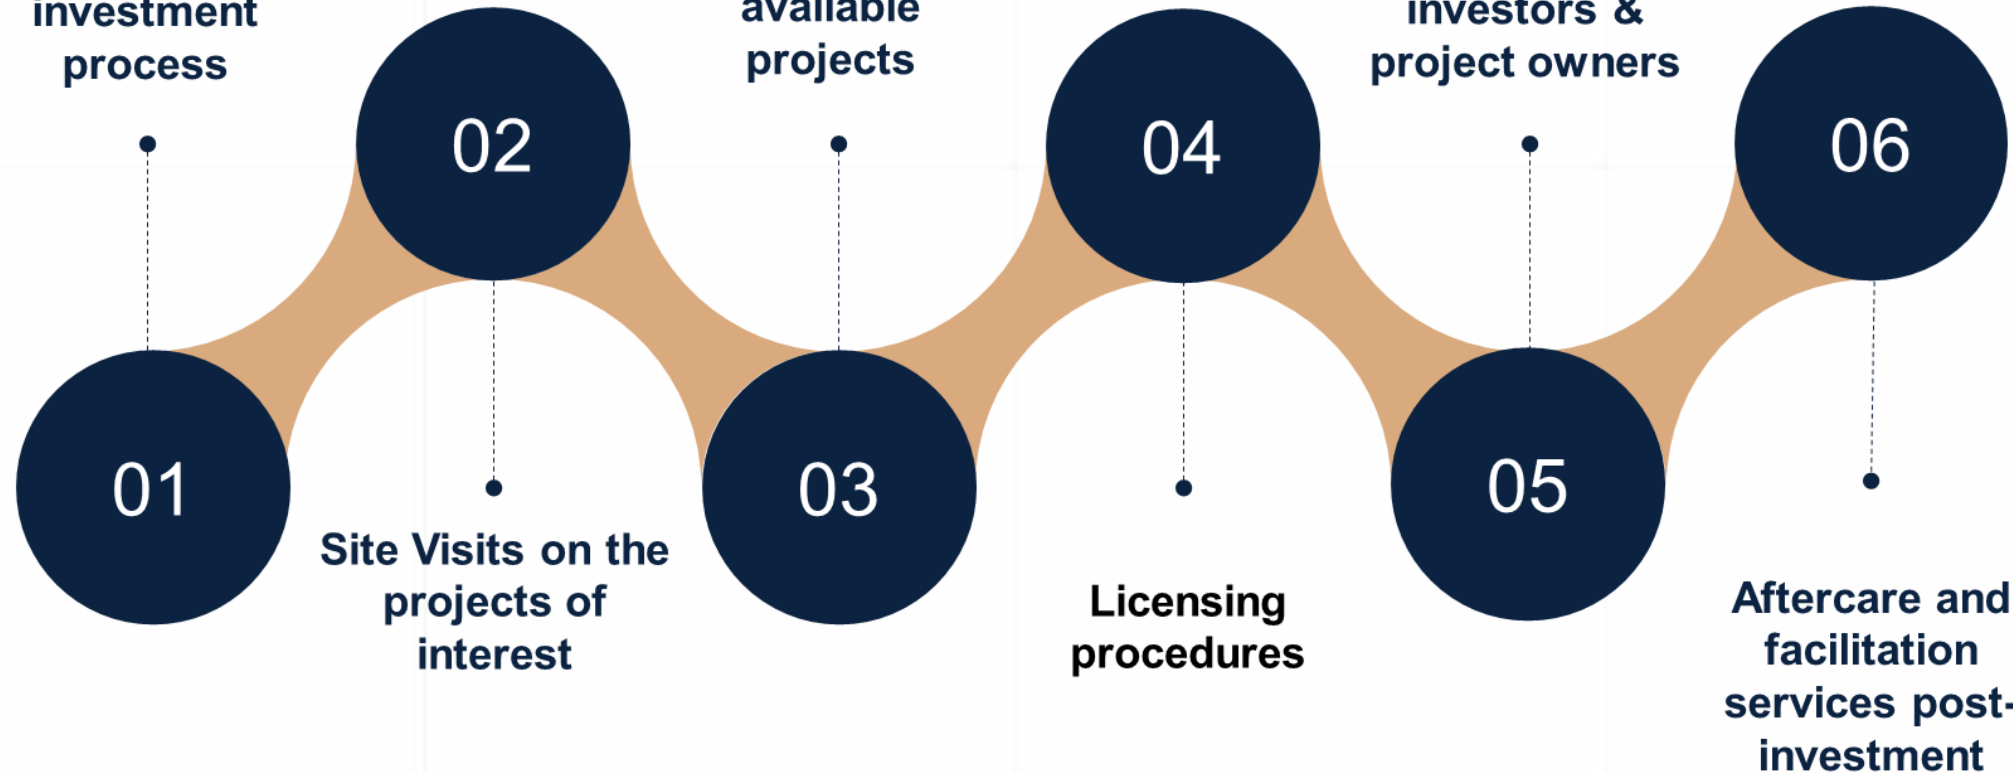 investment
process
01
02
Site Visits on the
projects of
interest
available
projects
03
04
Licensing
procedures
investors &
project owners
05
06
Aftercare and
facilitation
services post-
investment